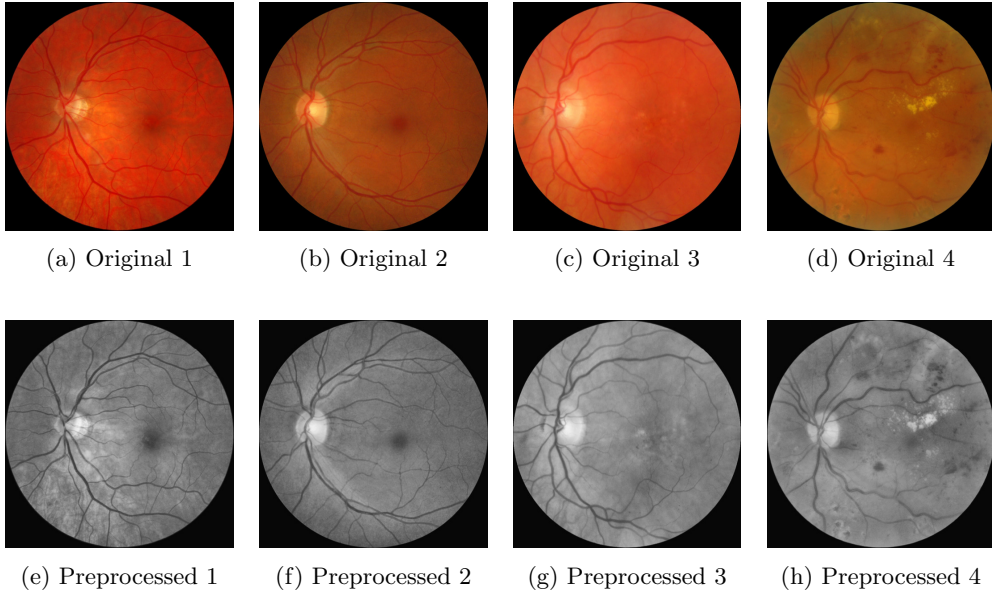 (a) Original 1
(b) Original 2
(c) Original 3
(d) Original 4
(e) Preprocessed 1
(f) Preprocessed 2
(g) Preprocessed 3
(h) Preprocessed 4